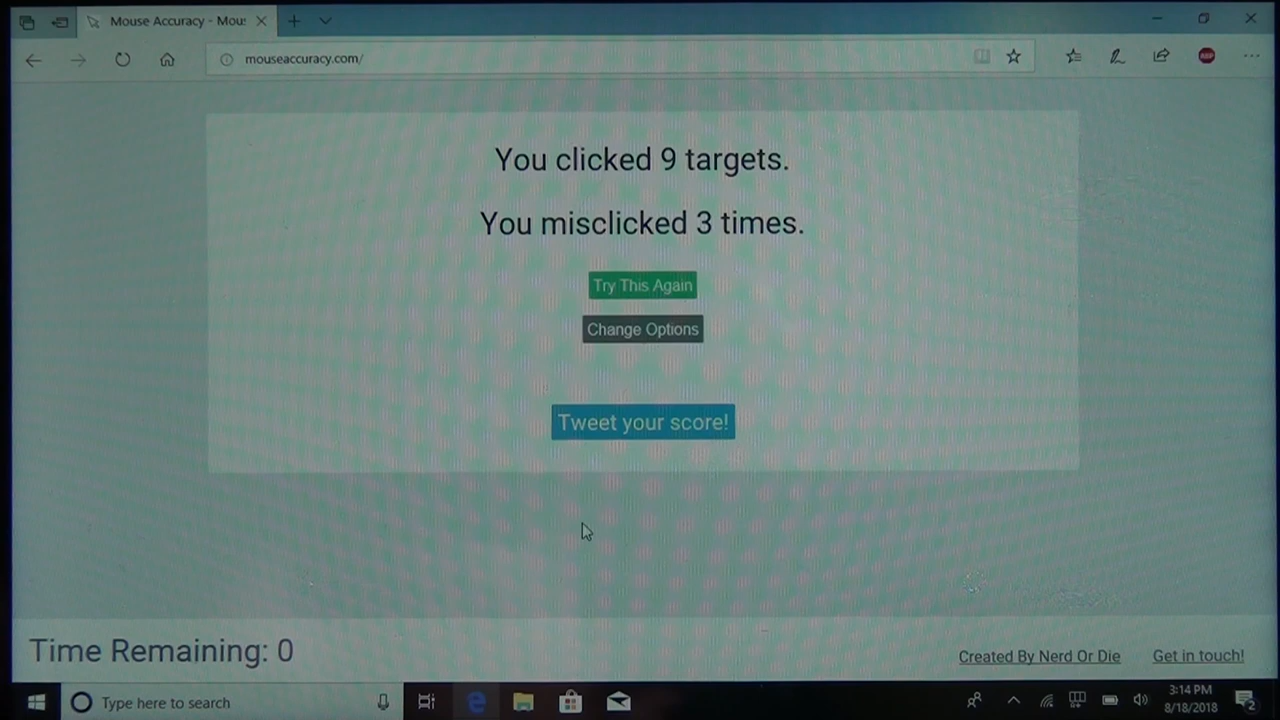 Mouse Accuracy - Mou:
mouseaccuracy.com/
ABP
You clicked 9 targets.
You misclicked 3 times.
Try This Again
Change Options
Tweet your score!
Time Remaining: 0
Created By Nerd Or Die
Get in touch!
Type here to search
3:14 PM
8/18/2018
2